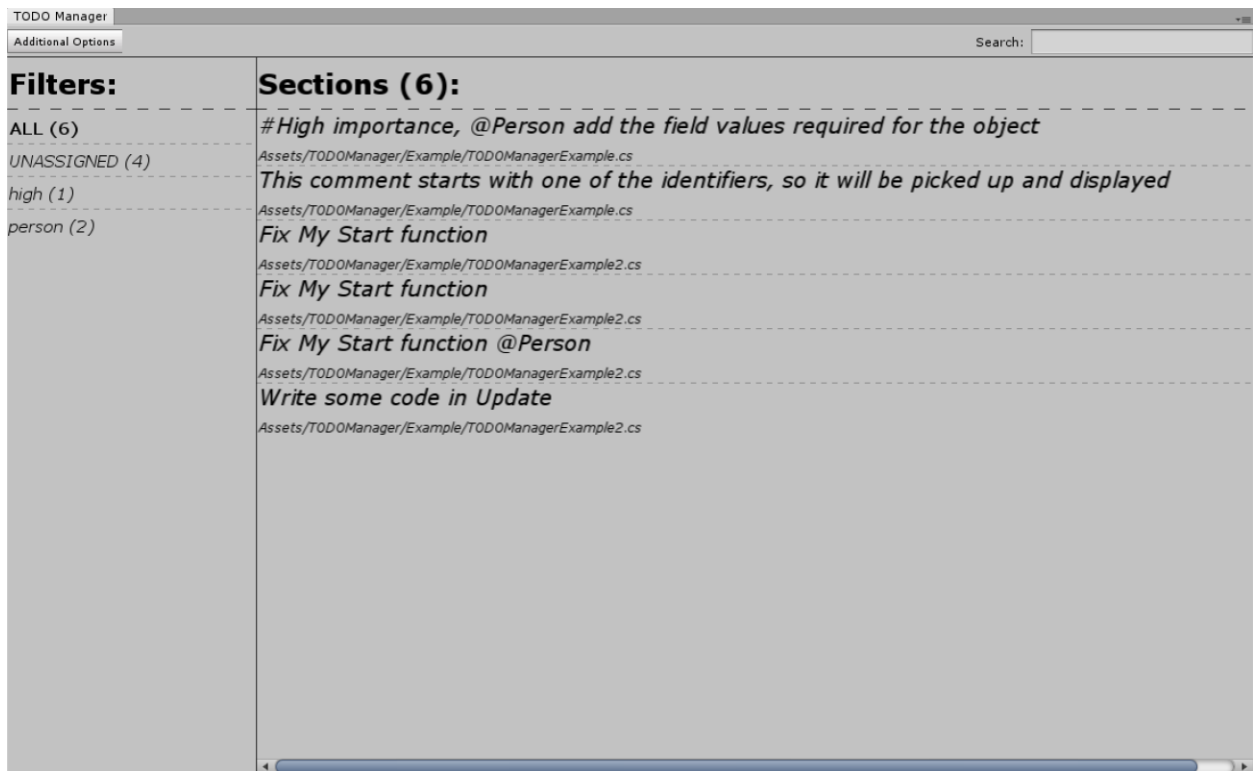 TODO Manager
Additional Options
Search:
Filters:
ALL (6)
UNASSIGNED (4)
high (1)
person (2)
Sections (6):
#High importance, @Person add the field values required for the object
Assets/TODOManager/Example/TODOManagerExample.cs
This comment starts with one of the identifiers, so it will be picked up and displayed
Assets/TODOManager/Example/TODOManagerExample.cs
Fix My Start function
Assets/TODOManager/Example/TODOManagerExample2.cs
Fix My Start function
Assets/TODOManager/Example/TODOManagerExample2.cs
Fix My Start function @Person
Assets/TODOManager/Example/TODOManagerExample2.cs
Write some code in Update
Assets/TODOManager/Example/TODOManagerExample2.cs